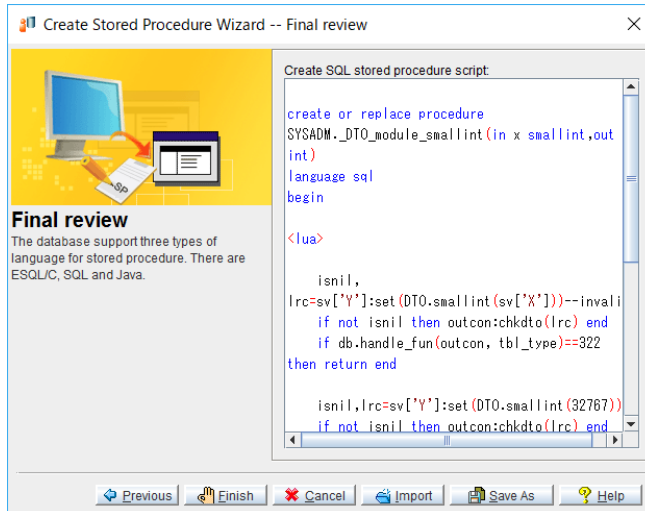 Create Stored Procedure Wizard -- Final review
Create SQL stored procedure script:
create or replace procedure
SYSADM._DTO_module_smallint(in x smallint,out
int)
language sql
begin
<lua>
isnil,
lrc=sv['Y']:set(DTO.smallint(sv['X']))--invali
if not isnil then outcon:chkdto(lrc) end
if db.handle_fun(outcon, tbl_type)==322
then return end
isnil,lrc=sv['Y']:set(DTO.smallint(32767))
if not isnil then outcon:chkdto(lrc) end
SP
Final review
The database support three types of
language for stored procedure. There are
ESQL/C, SQL and Java.
Previous Finish Cancel Import Save As Help